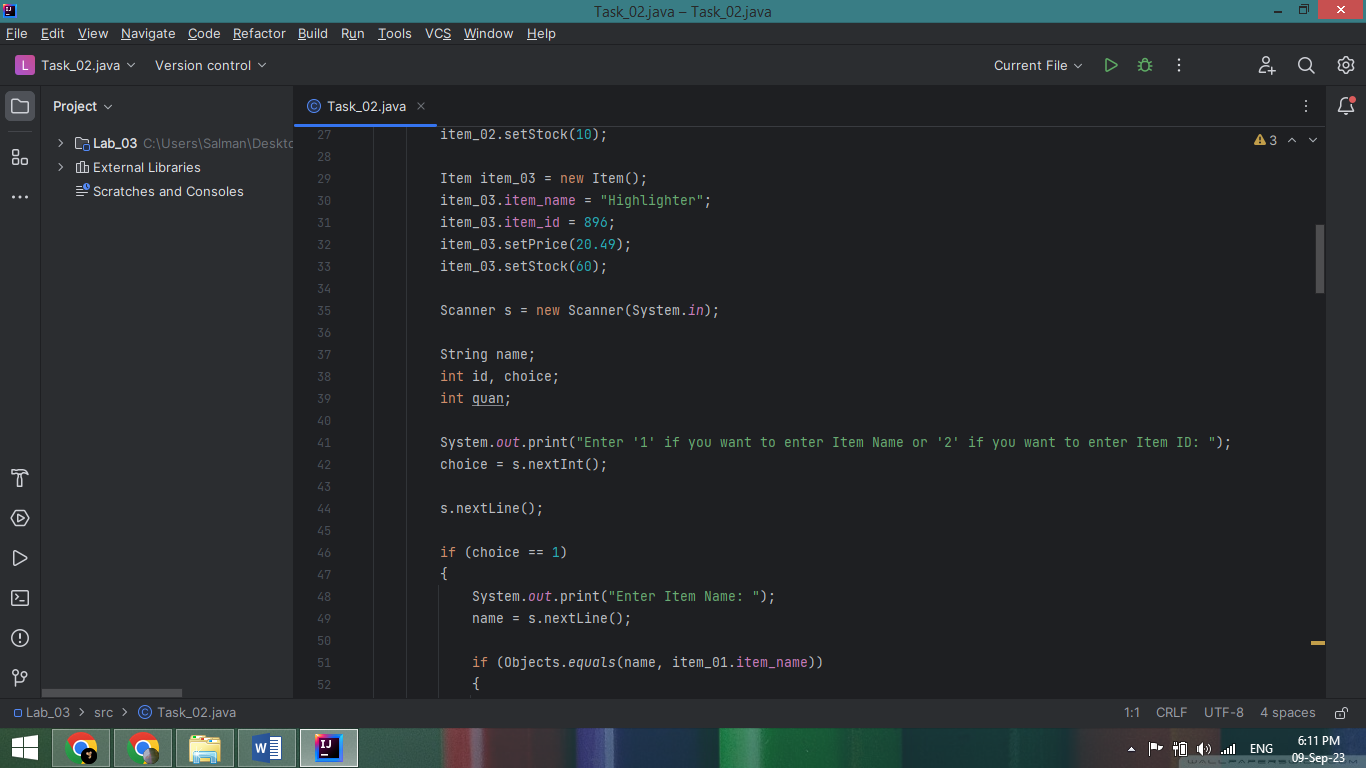 Task_02.java – Task_02.java
File Edit View Navigate Code Refactor Build Run Tools VCS Window Help
L Task_02.java Version control Current File
Project Task_02.java
Lab_03 C:\Users\Salman\Deskto
External Libraries
Scratches and Consoles
3
27 item_02.setStock(10);
28
29 Item item_03 = new Item();
30 item_03.item_name = "Highlighter";
31 item_03.item_id = 896;
32 item_03.setPrice(20.49);
33 item_03.setStock(60);
34
35 Scanner s = new Scanner(System.in);
36
37 String name;
38 int id, choice;
39 int quan;
40
41 System.out.print("Enter '1' if you want to enter Item Name or '2' if you want to enter Item ID: ");
42 choice = s.nextInt();
43
44 s.nextLine();
45
46 if (choice == 1)
47 {
48 System.out.print("Enter Item Name: ");
49 name = s.nextLine();
50
51 if (Objects.equals(name, item_01.item_name))
52 {
Lab_03 > src > Task_02.java 1:1 CRLF UTF-8 4 spaces
ENG 6:11 PM
09-Sep-23